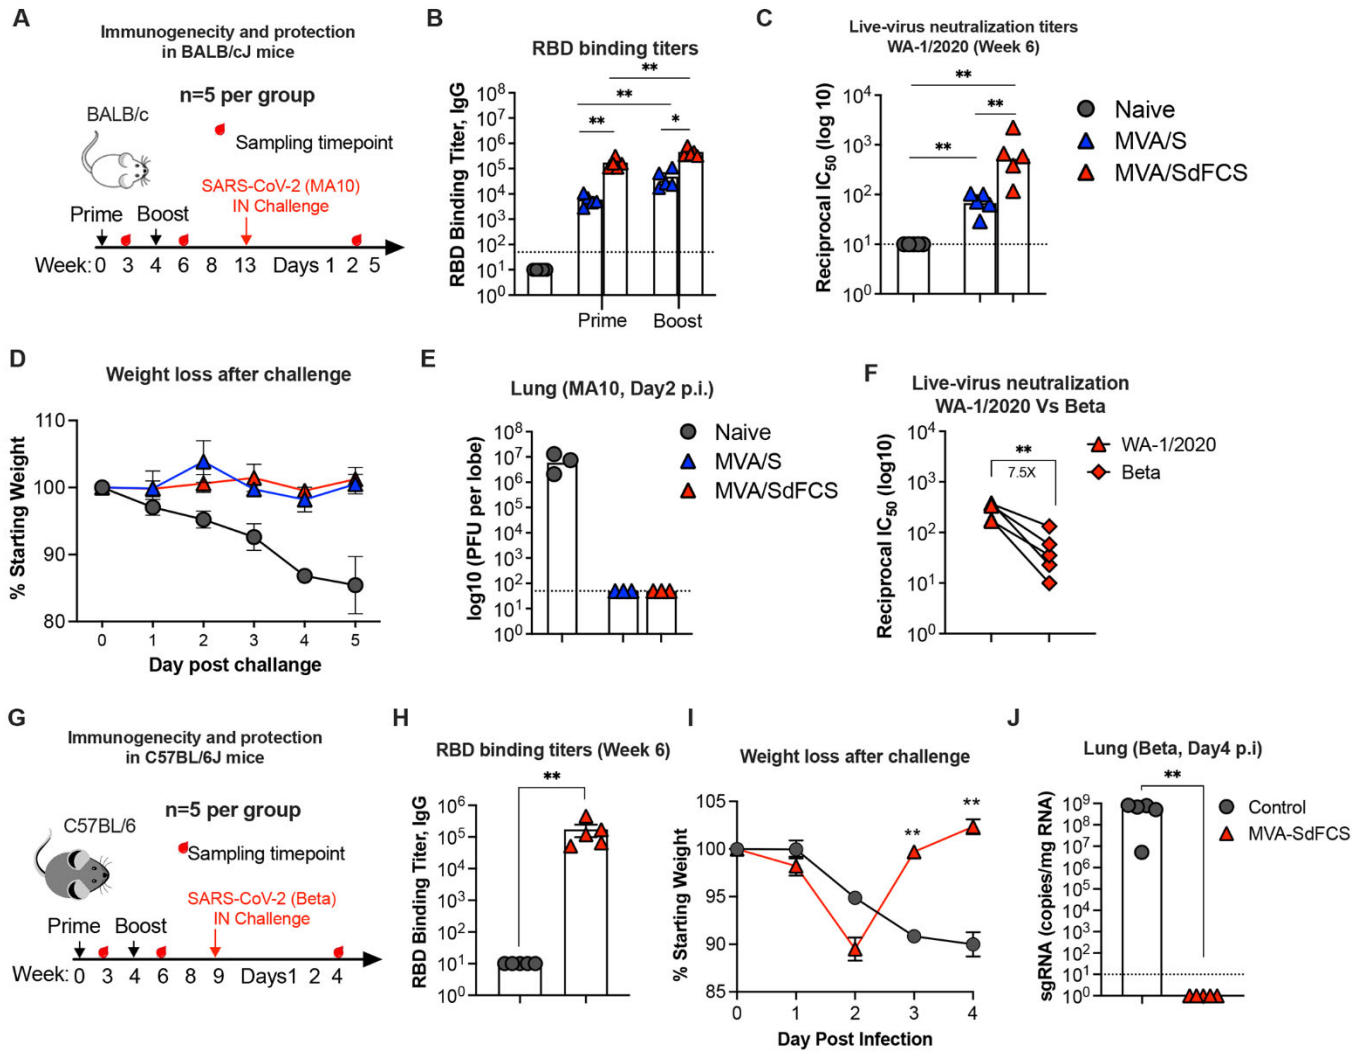 A
Immunogenecity and protection
in BALB/cJ mice
n=5 per group
BALB/c
Sampling timepoint
SARS-CoV-2 (MA10)
IN Challenge
Prime Boost
Week: 0 3 4 6 8 13 Days 1 2 5
B
RBD binding titers
** 
**
** *
RBD Binding Titer, IgG
10^8
10^7
10^6
10^5
10^4
10^3
10^2
10^1
10^0
Prime Boost
C
Live-virus neutralization titers
WA-1/2020 (Week 6)
**
**
**
Reciprocal IC50 (log 10)
10^4
10^3
10^2
10^1
10^0
Naive
MVA/S
MVA/SdFCS
D
Weight loss after challenge
% Starting Weight
110
100
90
80
0 1 2 3 4 5
Day post challange
E
Lung (MA10, Day2 p.i.)
log10 (PFU per lobe)
10^8
10^7
10^6
10^5
10^4
10^3
10^2
10^1
10^0
Naive
MVA/S
MVA/SdFCS
F
Live-virus neutralization
WA-1/2020 Vs Beta
**
7.5X
Reciprocal IC50 (log10)
10^4
10^3
10^2
10^1
10^0
WA-1/2020
Beta
G
Immunogenecity and protection
in C57BL/6J mice
n=5 per group
C57BL/6
Sampling timepoint
SARS-CoV-2 (Beta)
IN Challenge
Prime Boost
Week: 0 3 4 6 8 9 Days1 2 4
H
RBD binding titers (Week 6)
**
RBD Binding Titer, IgG
10^6
10^5
10^4
10^3
10^2
10^1
10^0
I
Weight loss after challenge
**
**
% Starting Weight
105
100
95
90
85
0 1 2 3 4
Day Post Infection
J
Lung (Beta, Day4 p.i)
**
sgRNA (copies/mg RNA)
10^9
10^8
10^7
10^6
10^5
10^4
10^3
10^2
10^1
10^0
Control
MVA-SdFCS